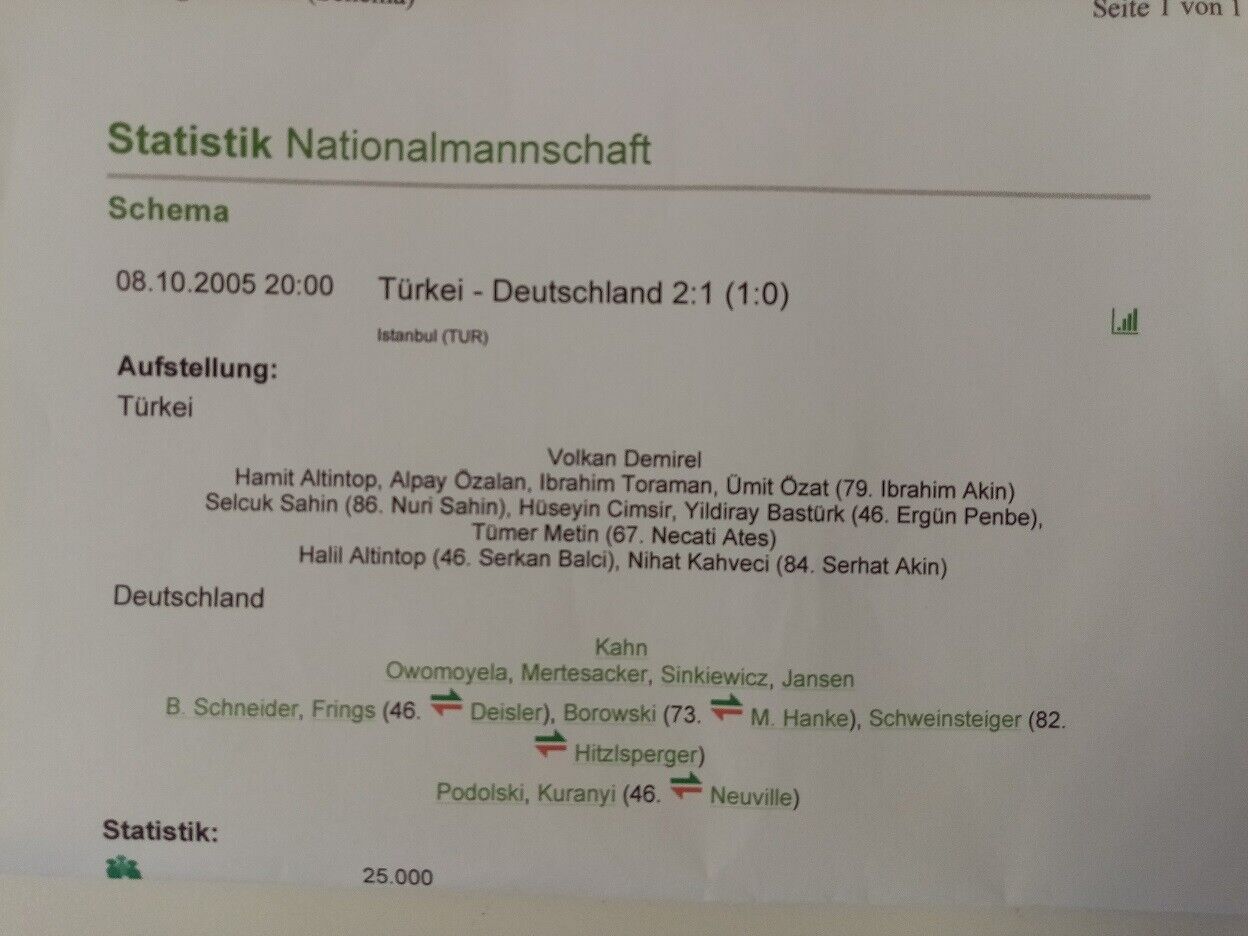 Seite 1 von 1
Statistik Nationalmannschaft
Schema
08.10.2005 20:00 Türkei - Deutschland 2:1 (1:0)
Istanbul (TUR)
Aufstellung:
Türkei
Volkan Demirel
Hamit Altintop, Alpay Özalan, Ibrahim Toraman, Ümit Özat (79. Ibrahim Akin)
Selcuk Sahin (86. Nuri Sahin), Hüseyin Cimsir, Yildiray Bastürk (46. Ergün Penbe),
Tümer Metin (67. Necati Ates)
Halil Altintop (46. Serkan Balci), Nihat Kahveci (84. Serhat Akin)
Deutschland
Kahn
Owomoyela, Mertesacker, Sinkiewicz, Jansen
B. Schneider, Frings (46. Deisler), Borowski (73. M. Hanke), Schweinsteiger (82.
Hitzlsperger)
Podolski, Kuranyi (46. Neuville)
Statistik:
25.000